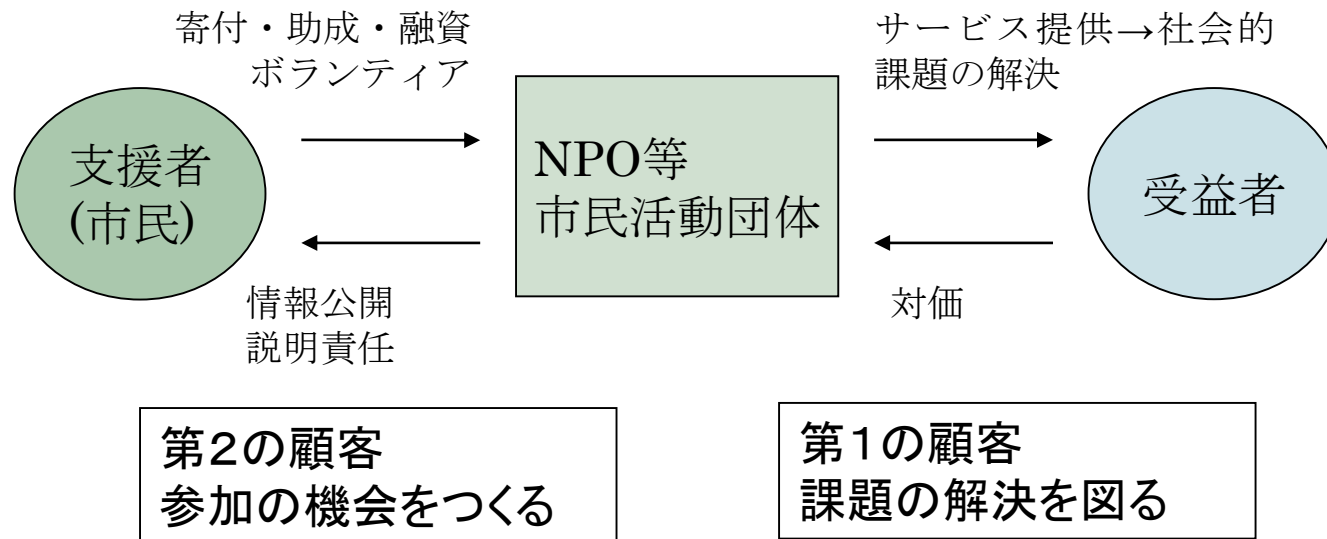 寄付・助成・融資
ボランティア
サービス提供→社会的
課題の解決
支援者
(市民)
NPO等
市民活動団体
受益者
情報公開
説明責任
対価
第2の顧客
参加の機会をつくる
第1の顧客
課題の解決を図る